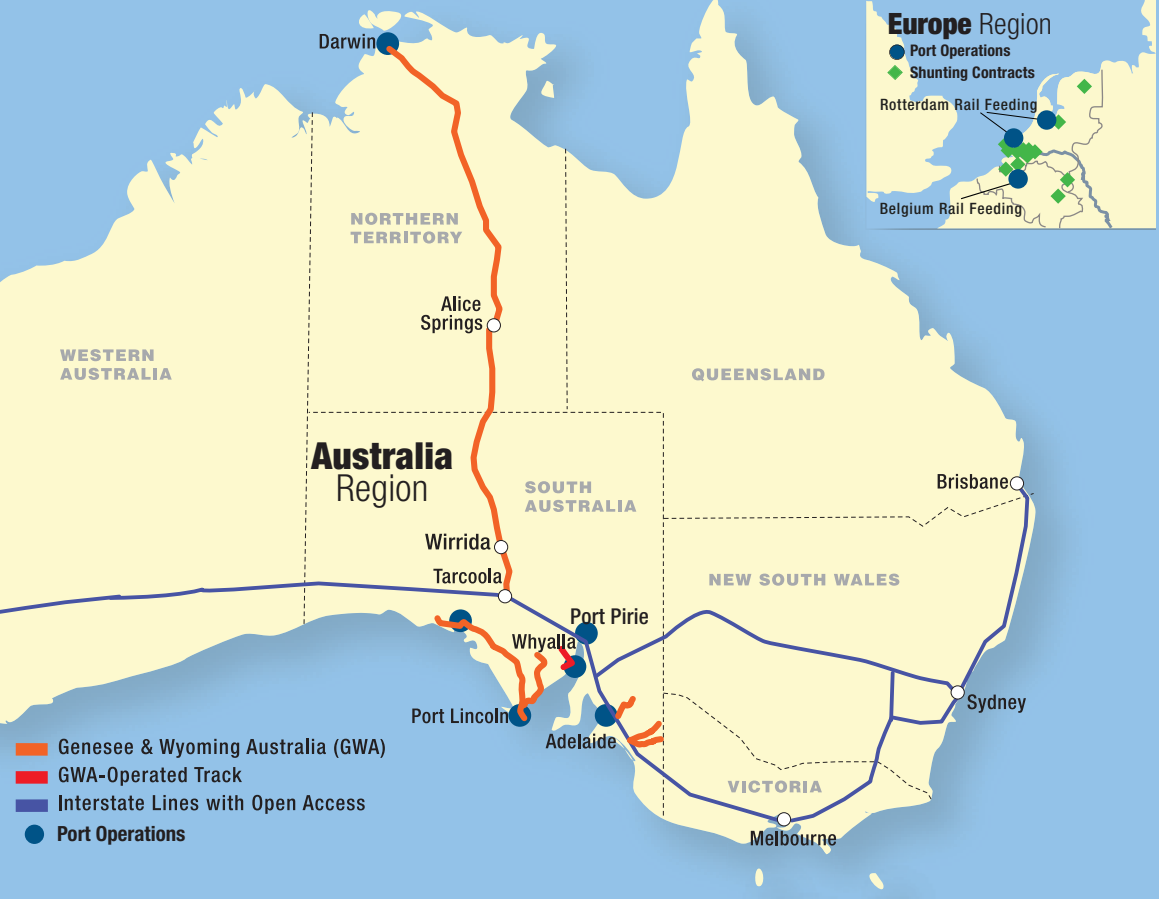 Europe Region
Port Operations
Shunting Contracts
Rotterdam Rail Feeding
Belgium Rail Feeding
Darwin
NORTHERN
TERRITORY
Alice
Springs
WESTERN
AUSTRALIA
QUEENSLAND
Australia
Region
SOUTH
AUSTRALIA
Brisbane
Wirrida
Tarcoola
NEW SOUTH WALES
Port Pirie
Whyalla
Port Lincoln
Sydney
Adelaide
VICTORIA
Melbourne
Genesee & Wyoming Australia (GWA)
GWA-Operated Track
Interstate Lines with Open Access
Port Operations